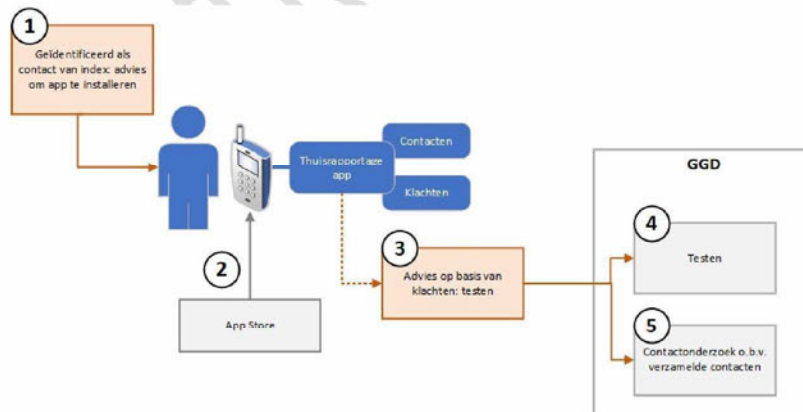 1
Geïdentificeerd als
contact van index: advies
om app te installeren
Thuisrapportage
app
Contacten
Klachten
2
App Store
3
Advies op basis van
klachten: testen
GGD
4
Testen
5
Contactonderzoek o.b.v.
verzamelde contacten